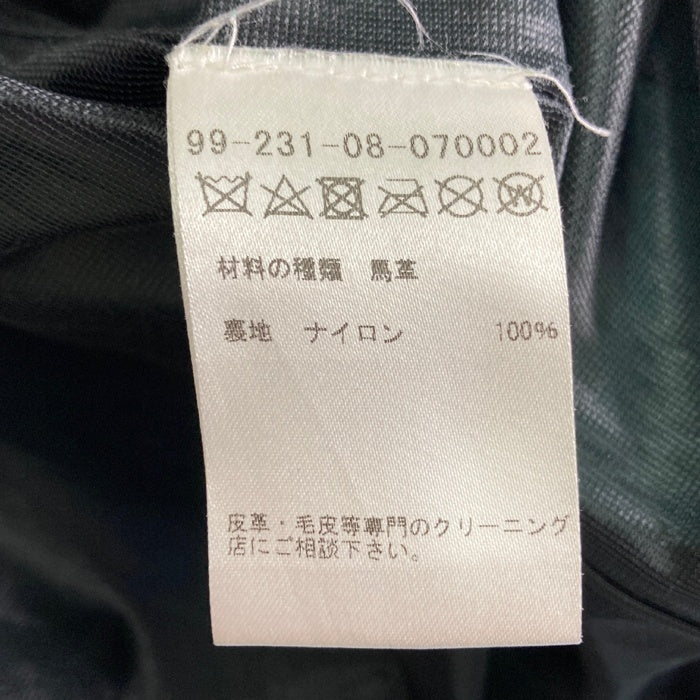 99-231-08-070002
材料の種類 馬革
裏地 ナイロン 100%
皮革・毛皮等専門のクリーニング
店にご相談下さい。